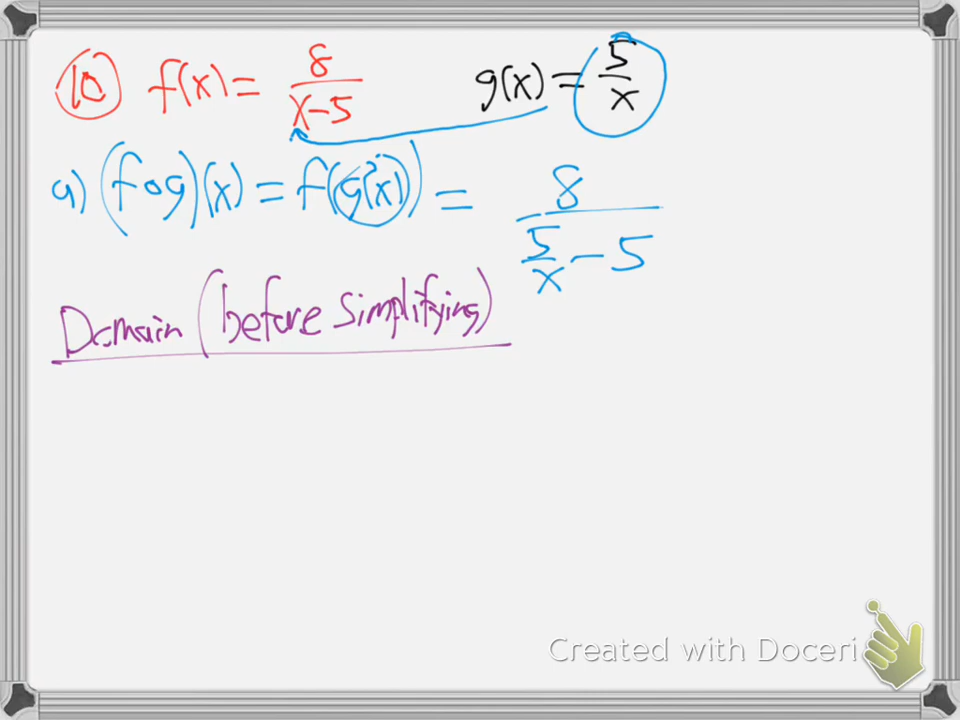 10 f(x) = 8/(x-5) g(x) = 5/x
a) (f∘g)(x) = f(g(x)) = 8/(5/x - 5)
Domain (before simplifying)
Created with Doceri